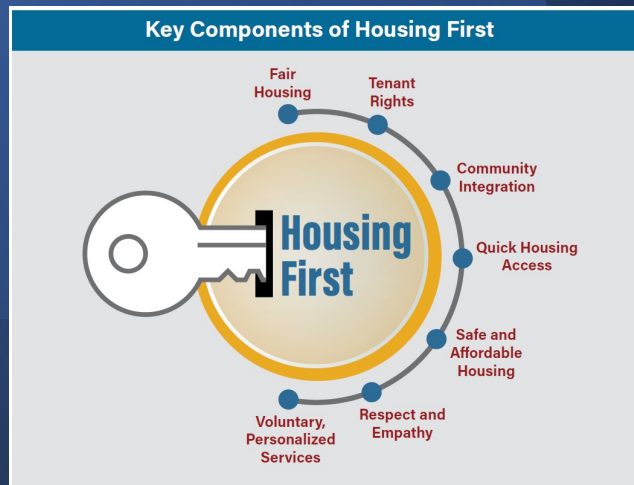 Key Components of Housing First
Fair
Housing
Tenant
Rights
Community
Integration
Quick Housing
Access
Safe and
Affordable
Housing
Respect and
Empathy
Voluntary,
Personalized
Services
Housing
First